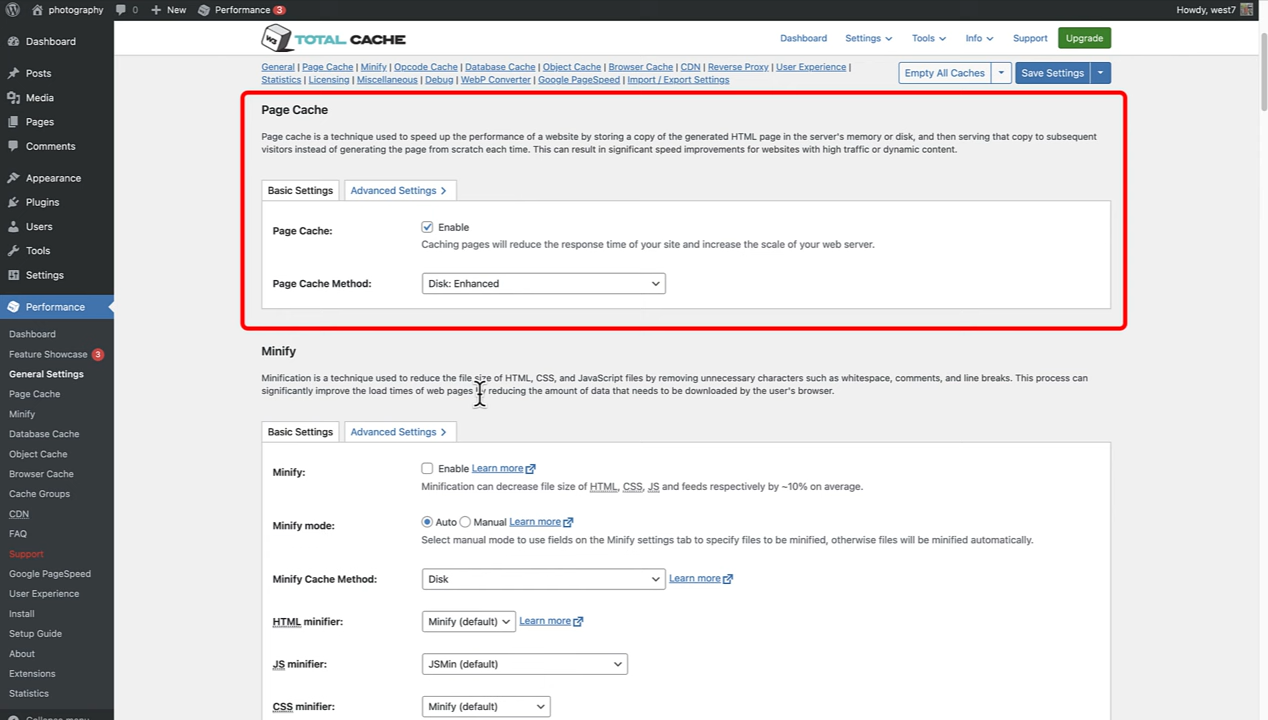 photography
0
New
Performance
3
Howdy, west7
Dashboard
Posts
Media
Pages
Comments
Appearance
Plugins
Users
Tools
Settings
Performance
Dashboard
Feature Showcase 3
General Settings
Page Cache
Minify
Database Cache
Object Cache
Browser Cache
Cache Groups
CDN
FAQ
Support
Google PageSpeed
User Experience
Install
Setup Guide
About
Extensions
Statistics
Collapse menu
W3 TOTAL CACHE
Dashboard
Settings
Tools
Info
Support
Upgrade
General | Page Cache | Minify | Opcode Cache | Database Cache | Object Cache | Browser Cache | CDN | Reverse Proxy | User Experience |
Statistics | Licensing | Miscellaneous | Debug | WebP Converter | Google PageSpeed | Import / Export Settings
Empty All Caches
Save Settings
Page Cache
Page cache is a technique used to speed up the performance of a website by storing a copy of the generated HTML page in the server's memory or disk, and then serving that copy to subsequent
visitors instead of generating the page from scratch each time. This can result in significant speed improvements for websites with high traffic or dynamic content.
Basic Settings
Advanced Settings
Page Cache:
Enable
Caching pages will reduce the response time of your site and increase the scale of your web server.
Page Cache Method:
Disk: Enhanced
Minify
Minification is a technique used to reduce the file size of HTML, CSS, and JavaScript files by removing unnecessary characters such as whitespace, comments, and line breaks. This process can
significantly improve the load times of web pages by reducing the amount of data that needs to be downloaded by the user's browser.
Basic Settings
Advanced Settings
Minify:
Enable Learn more
Minification can decrease file size of HTML, CSS, JS and feeds respectively by ~10% on average.
Minify mode:
Auto Manual Learn more
Select manual mode to use fields on the Minify settings tab to specify files to be minified, otherwise files will be minified automatically.
Minify Cache Method:
Disk
Learn more
HTML minifier:
Minify (default)
Learn more
JS minifier:
JSMin (default)
CSS minifier:
Minify (default)